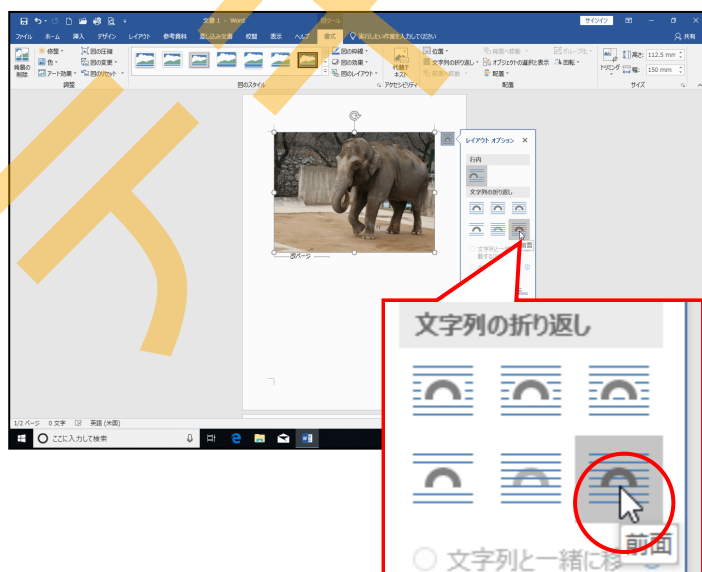 文書 1 - Word
図ツール
サインイン
ファイル ホーム 挿入 デザイン レイアウト 参考資料 差し込み文書 校閲 表示 ヘルプ 書式 実行したい作業を入力してください 共有
背景の削除
修整
色
アート効果
図の圧縮
図の変更
図のリセット
調整
図のスタイル
図の枠線
図の効果
図のレイアウト
代替テキスト
アクセシビリティ
位置
文字列の折り返し
前面へ移動
背面へ移動
オブジェクトの選択と表示
配置
グループ化
回転
配置
トリミング
高さ: 112.5 mm
幅: 150 mm
サイズ
レイアウト オプション ×
行内
文字列の折り返し
前面
改ページ
文字列の折り返し
前面
文字列と一緒に移
1/2 ページ 0 文字 英語 (米国)
ここに入力して検索